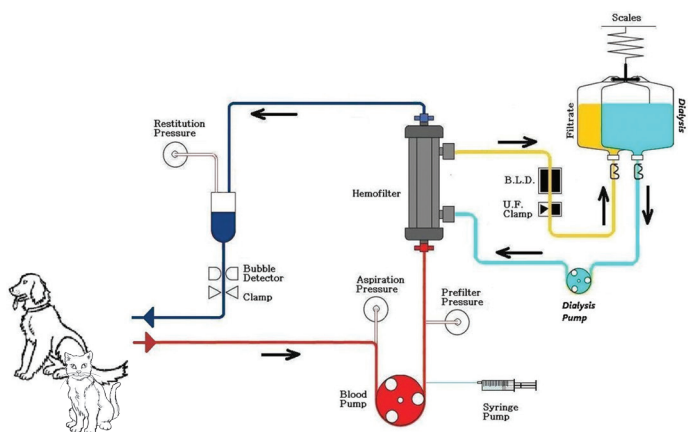 Scales
Restitution
Pressure
Filtrate
Dialysis
Hemofilter
B.L.D.
U.F.
Clamp
Bubble
Detector
Clamp
Aspiration
Pressure
Prefilter
Pressure
Dialysis
Pump
Blood
Pump
Syringe
Pump